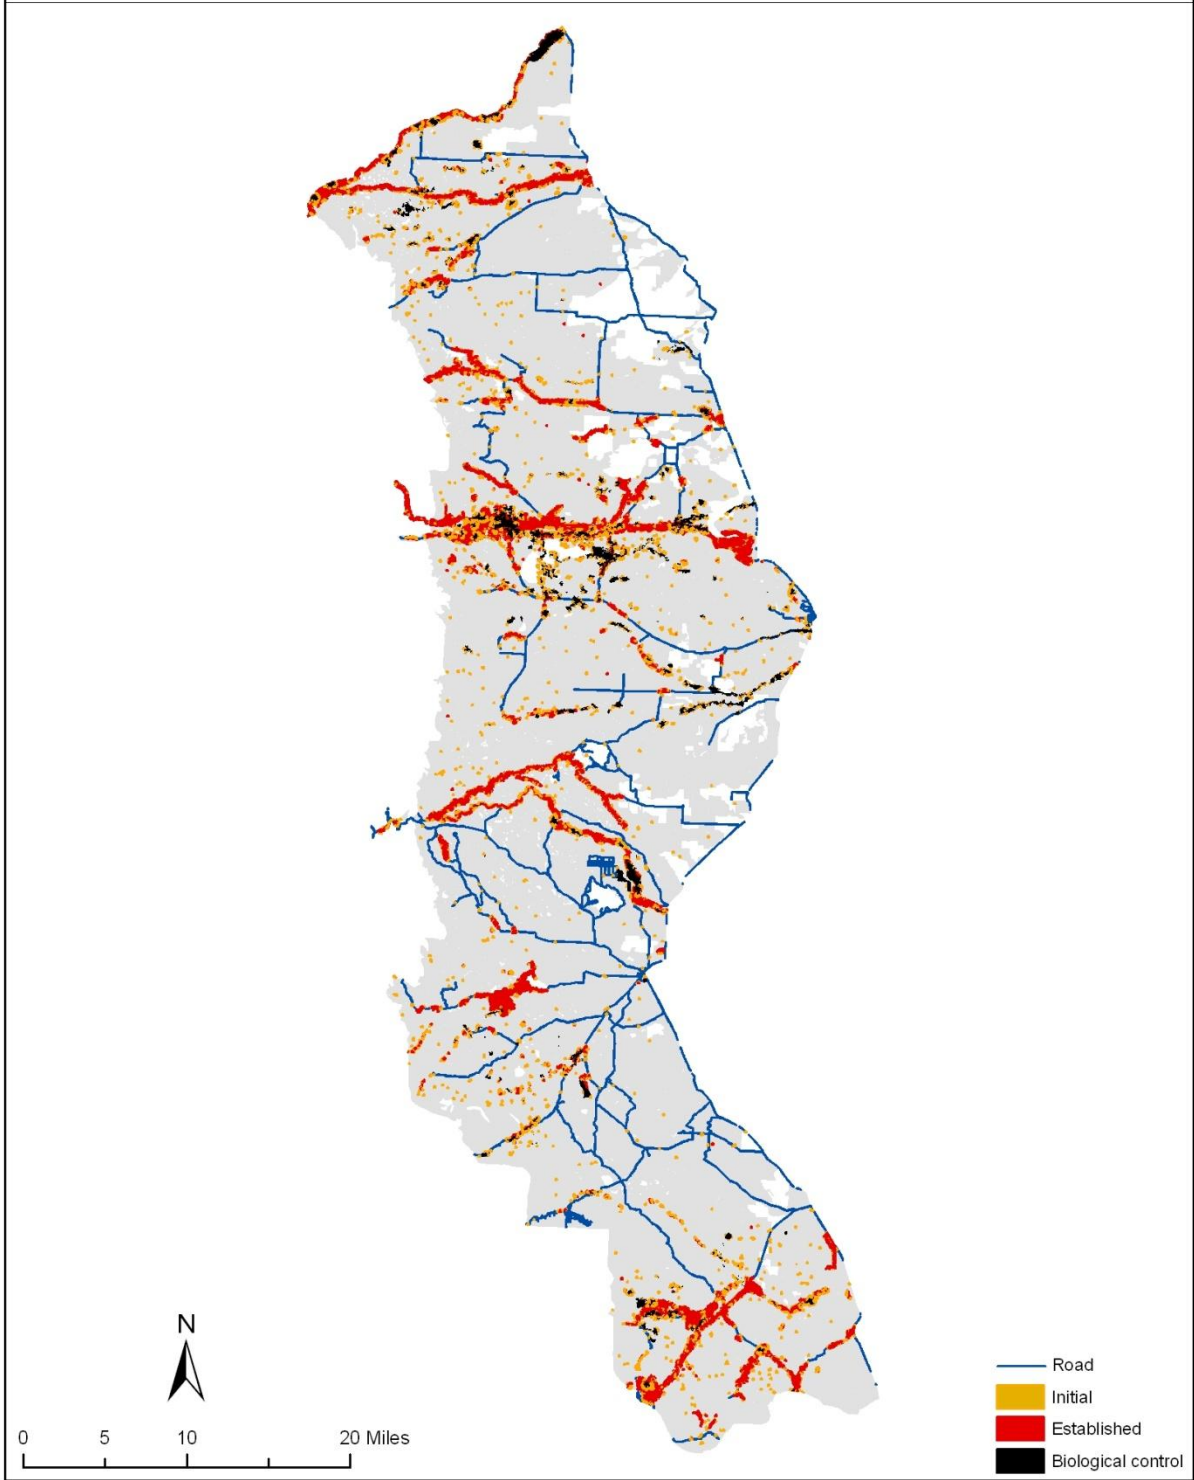 N
0 5 10 20 Miles
Road
Initial
Established
Biological control